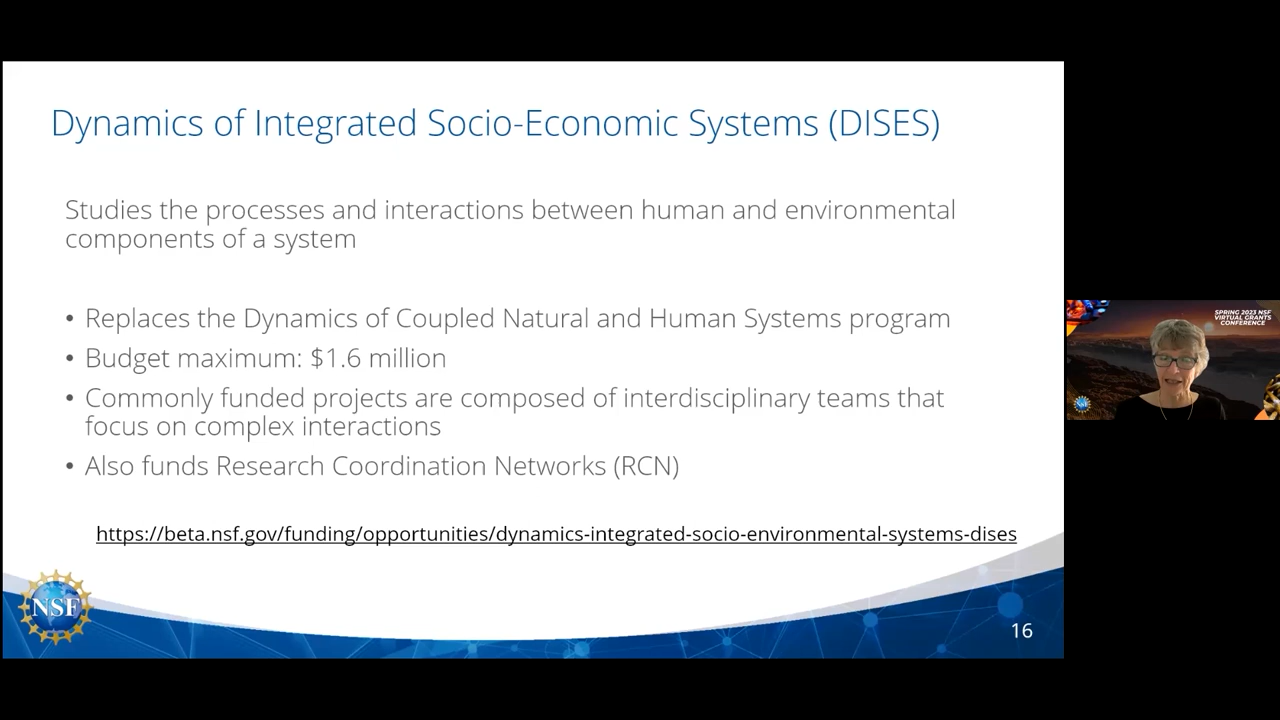 Dynamics of Integrated Socio-Economic Systems (DISES)
Studies the processes and interactions between human and environmental
components of a system
• Replaces the Dynamics of Coupled Natural and Human Systems program
• Budget maximum: $1.6 million
• Commonly funded projects are composed of interdisciplinary teams that
focus on complex interactions
• Also funds Research Coordination Networks (RCN)
https://beta.nsf.gov/funding/opportunities/dynamics-integrated-socio-environmental-systems-dises
NSF
16
SPRING 2023 NSF
VIRTUAL GRANTS
CONFERENCE
NSF